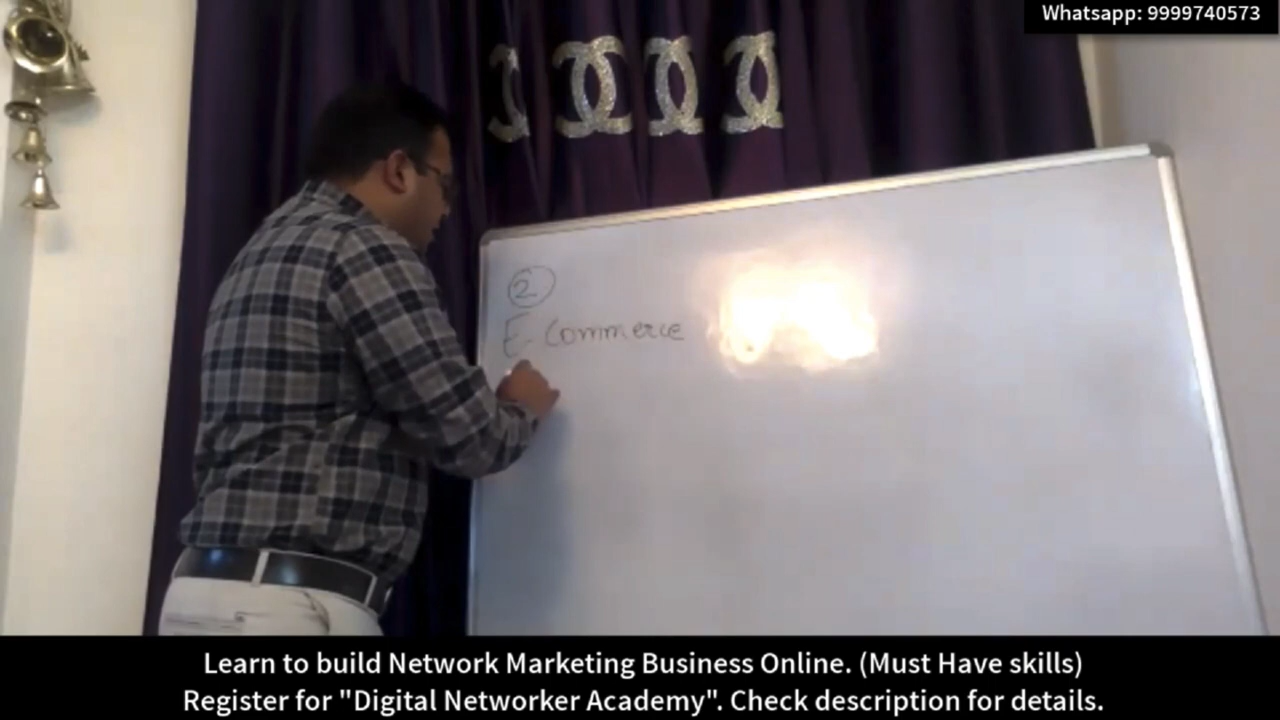 Whatsapp: 9999740573
2
E-Commerce
Learn to build Network Marketing Business Online. (Must Have skills)
Register for "Digital Networker Academy". Check description for details.